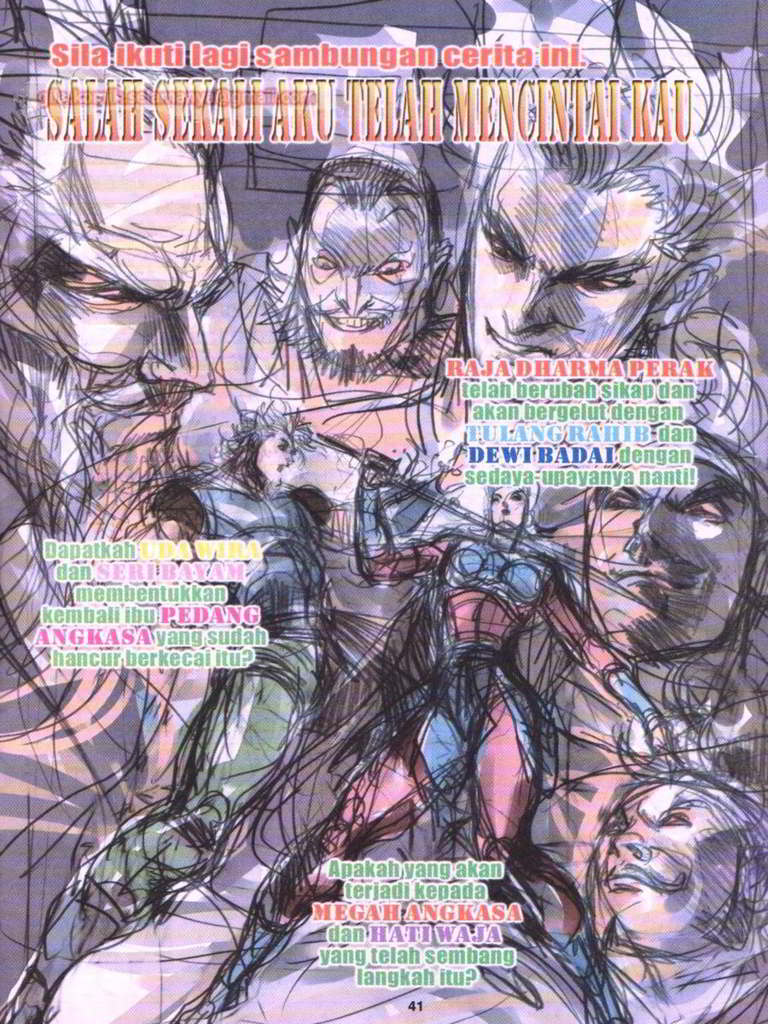 Sila ikuti lagi sambungan cerita ini.
SALAH SEKALI AKU TELAH MENCINTAI KAU
RAJA DHARMA PERAK
telah berubah sikap dan
akan bergelut dengan
TULANG RAHIB dan
DEWI BADAI dengan
sedaya-upayanya nanti!
Dapatkah UDA WIRA
dan SERI BAYAM
membentukkan
kembali ibu PEDANG
ANGKASA yang sudah
hancur berkecai itu?
Apakah yang akan
terjadi kepada
MEGAH ANGKASA
dan HATI WAJA
yang telah sembang
langkah itu?
41